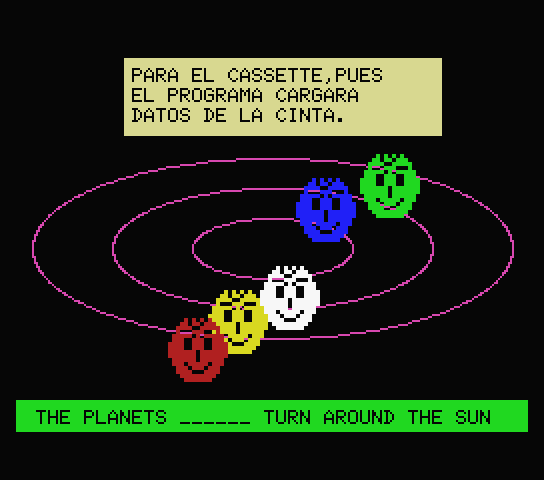 PARA EL CASSETTE,PUES
EL PROGRAMA CARGARA
DATOS DE LA CINTA.
THE PLANETS ______ TURN AROUND THE SUN